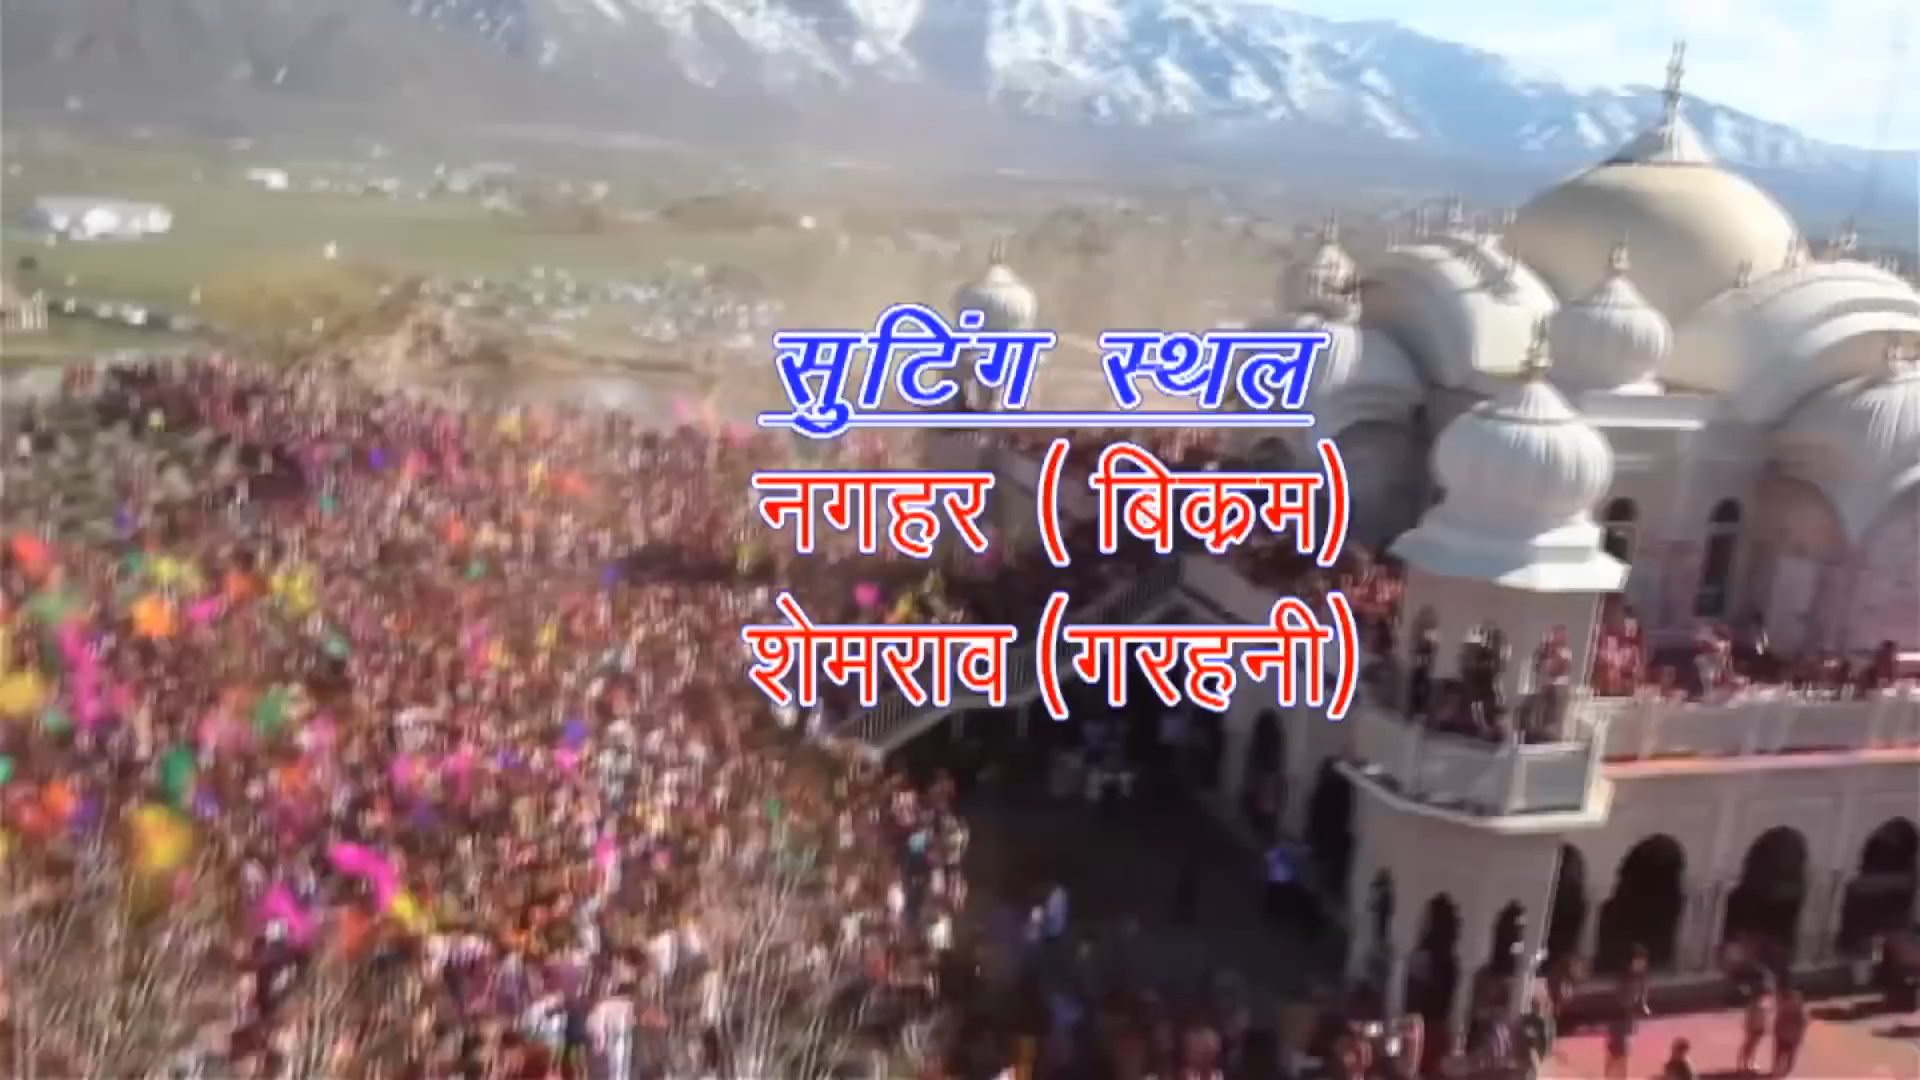 सुटिंग स्थल
नगहर ( बिक्रम)
शेमराव (गरहनी)